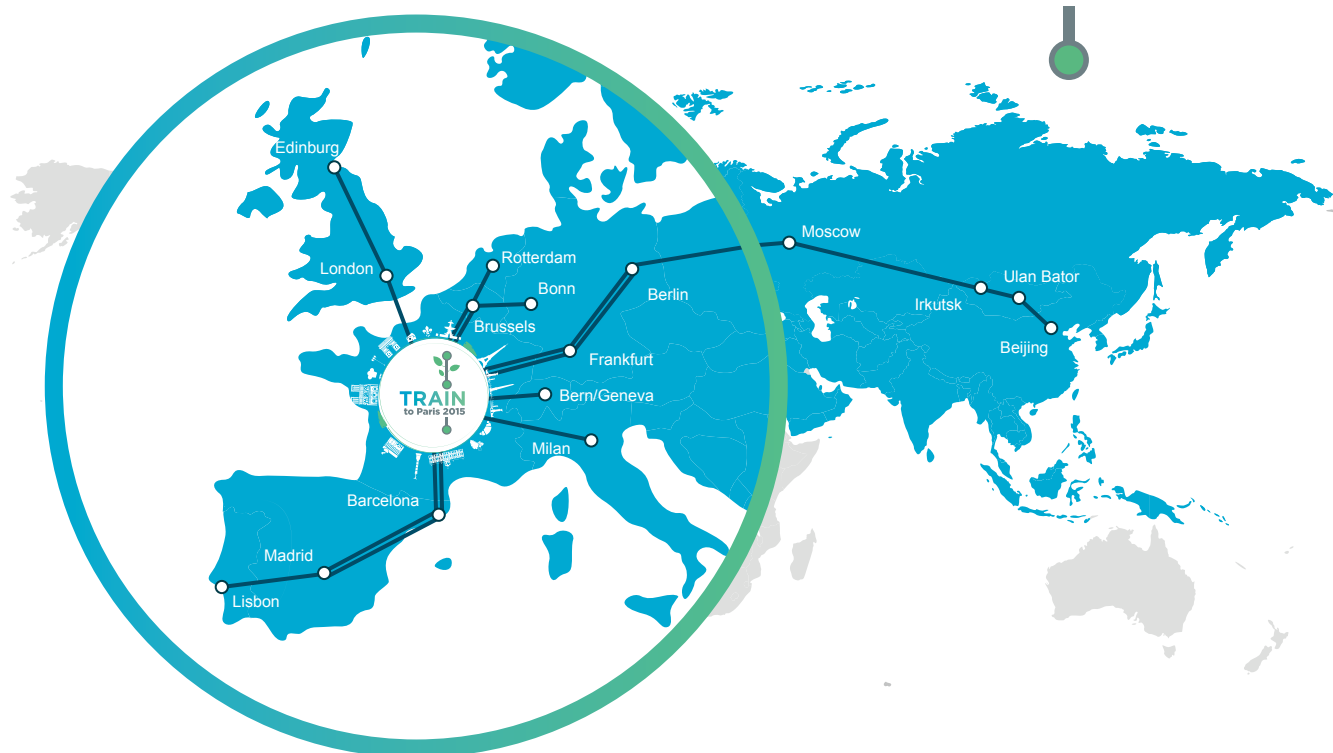 Edinburg
Moscow
Rotterdam
London
Ulan Bator
Bonn
Berlin
Irkutsk
Brussels
Beijing
Frankfurt
Bern/Geneva
TRAIN
to Paris 2015
Milan
Barcelona
Madrid
Lisbon